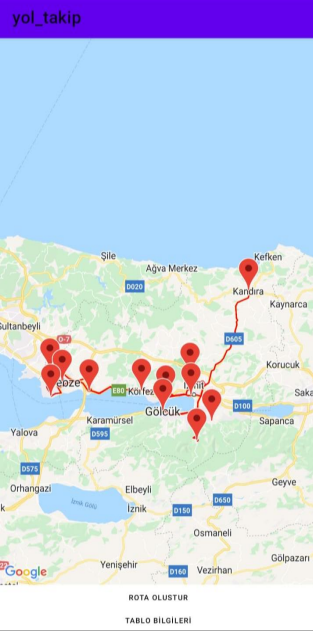 yol_takip
Şile
Kefken
Ağva Merkez
D020
Kandıra
Kaynarca
Sultanbeyli
O-7
D605
Korucuk
ebze
E80
Körfez
İzmit
Saka
Gölcük
D100
Karamürsel
Sapanca
Yalova
D595
D575
Geyve
Orhangazi
Elbeyli
D650
İznik Gölü
İznik
D150
Osmaneli
Gölpazarı
Yenişehir
D160
Vezirhan
Google
ROTA OLUSTUR
TABLO BİLGİLERİ